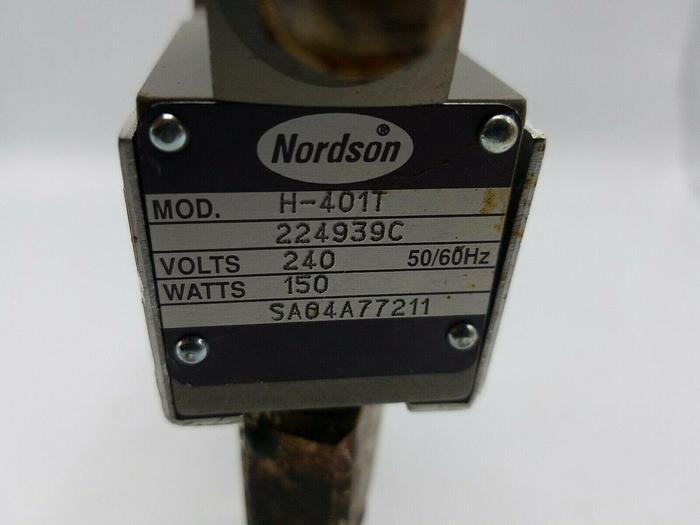 Nordson®
MOD. H-401T
224939C
VOLTS 240 50/60Hz
WATTS 150
SA04A77211